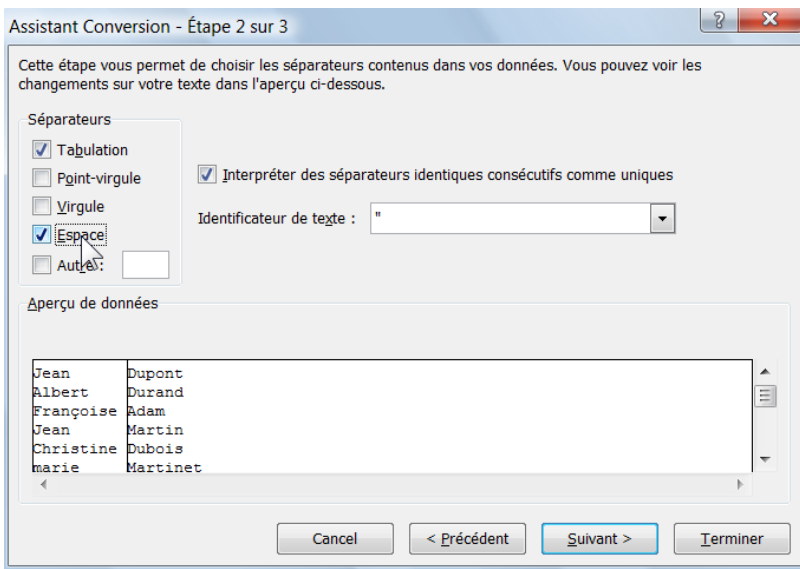 Assistant Conversion - Étape 2 sur 3
?
X
Cette étape vous permet de choisir les séparateurs contenus dans vos données. Vous pouvez voir les
changements sur votre texte dans l'aperçu ci-dessous.
Séparateurs
Tabulation
Point-virgule
Virgule
Espace
Autre :
Interpréter des séparateurs identiques consécutifs comme uniques
Identificateur de texte : "
Aperçu de données
Jean Dupont
Albert Durand
Françoise Adam
Jean Martin
Christine Dubois
marie Martinet
Cancel
< Précédent
Suivant >
Terminer